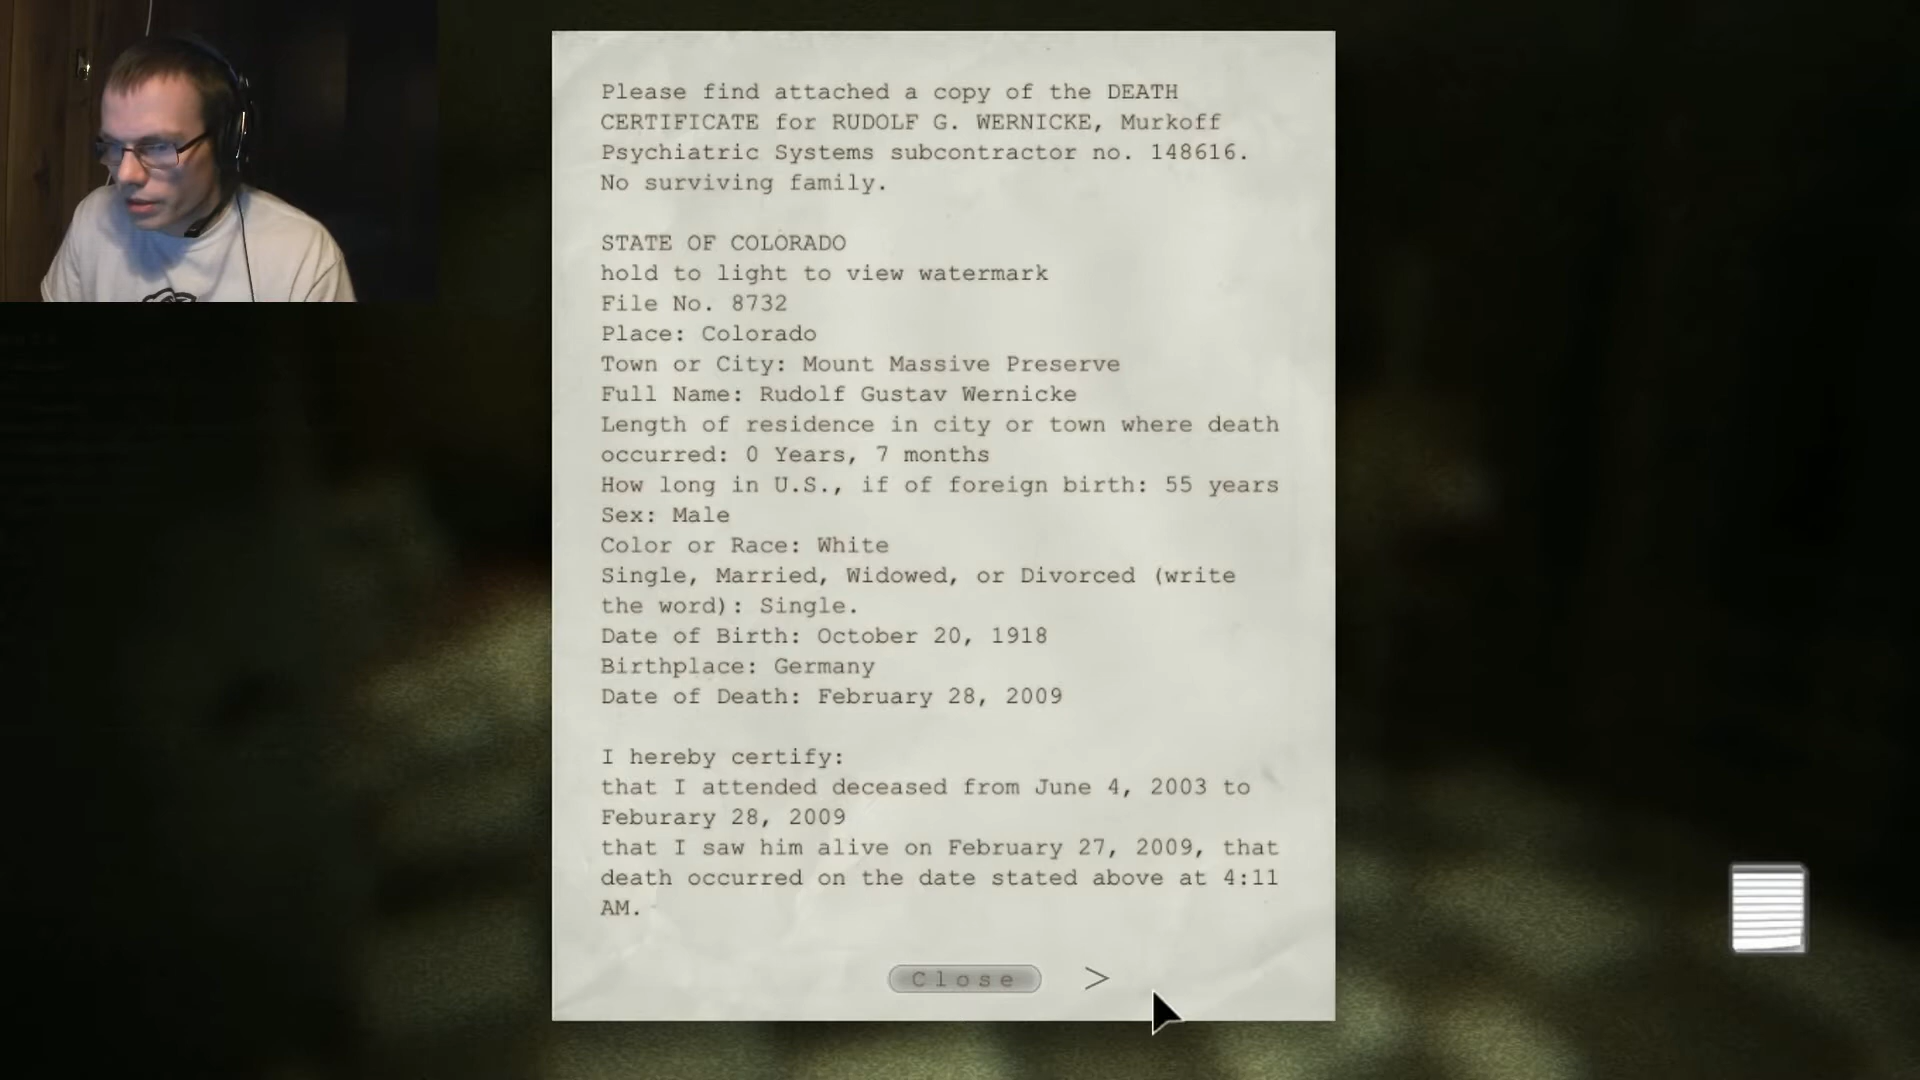 Please find attached a copy of the DEATH
CERTIFICATE for RUDOLF G. WERNICKE, Murkoff
Psychiatric Systems subcontractor no. 148616.
No surviving family.
STATE OF COLORADO
hold to light to view watermark
File No. 8732
Place: Colorado
Town or City: Mount Massive Preserve
Full Name: Rudolf Gustav Wernicke
Length of residence in city or town where death
occurred: 0 Years, 7 months
How long in U.S., if of foreign birth: 55 years
Sex: Male
Color or Race: White
Single, Married, Widowed, or Divorced (write
the word): Single.
Date of Birth: October 20, 1918
Birthplace: Germany
Date of Death: February 28, 2009
I hereby certify:
that I attended deceased from June 4, 2003 to
Feburary 28, 2009
that I saw him alive on February 27, 2009, that
death occurred on the date stated above at 4:11
AM.
Close >